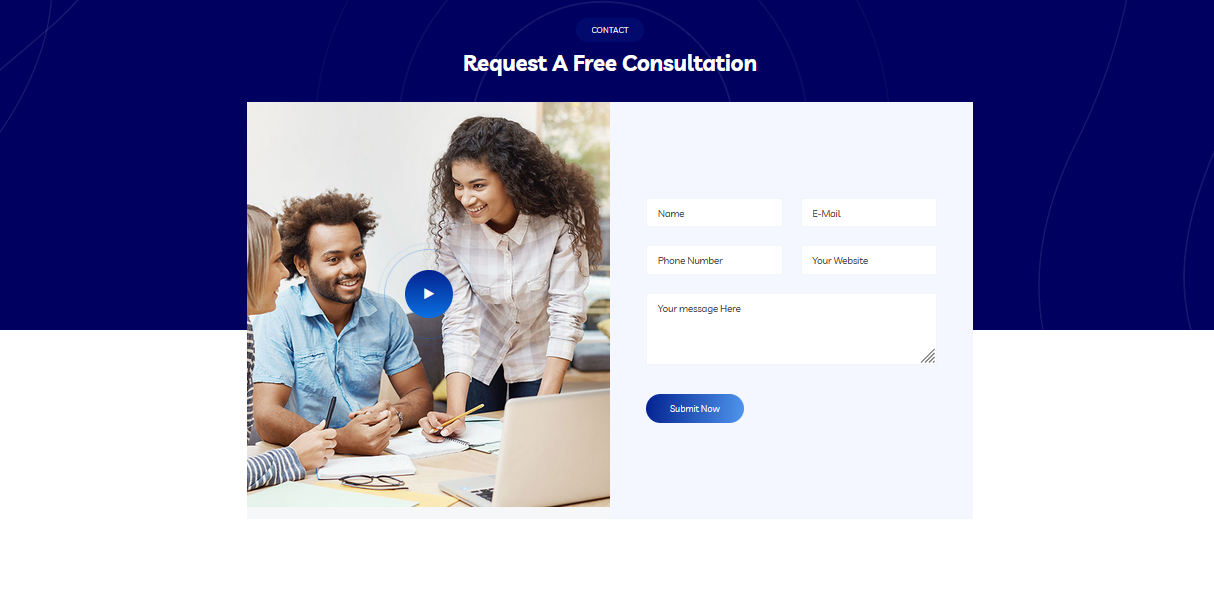 CONTACT
Request A Free Consultation
Name
E-Mail
Phone Number
Your Website
Your message Here
Submit Now